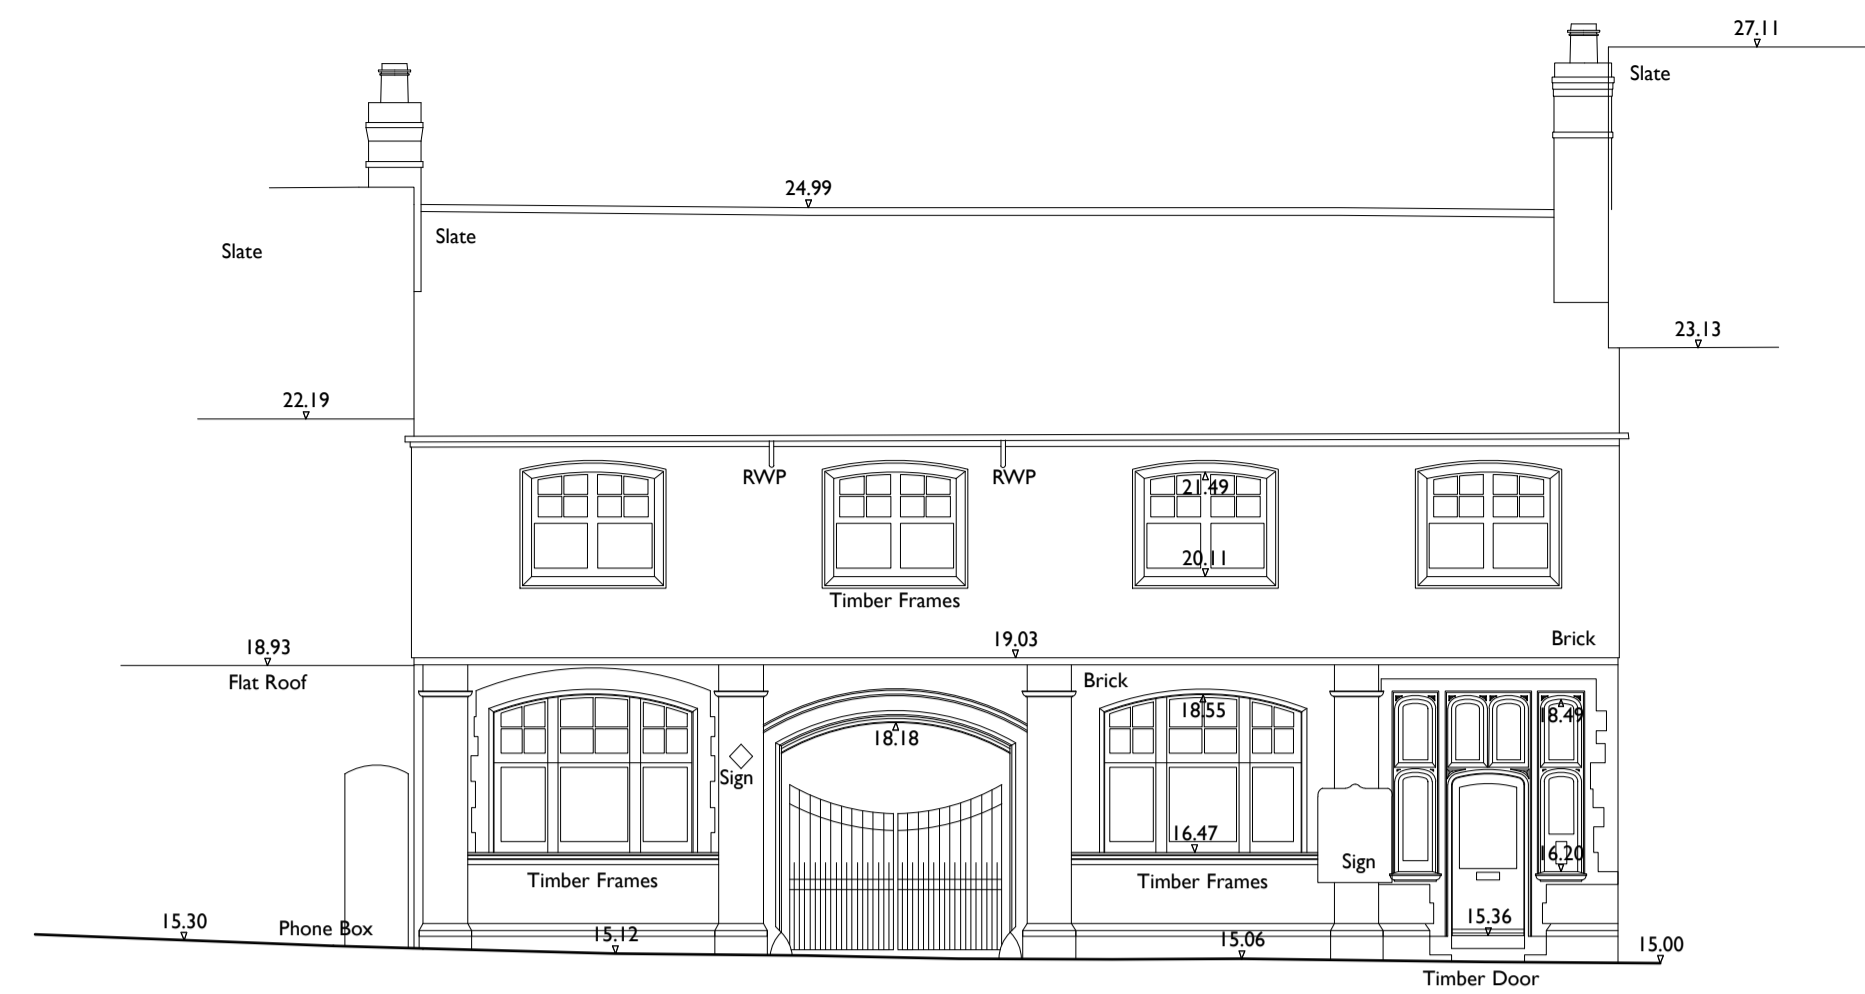 27.11
Slate
24.99
Slate
Slate
23.13
22.19
RWP
RWP
21.49
20.11
Timber Frames
19.03
Brick
18.93
Flat Roof
Brick
18.55
18.49
18.18
Sign
16.47
Sign
16.20
Timber Frames
Timber Frames
15.30
Phone Box
15.12
15.36
15.06
15.00
Timber Door